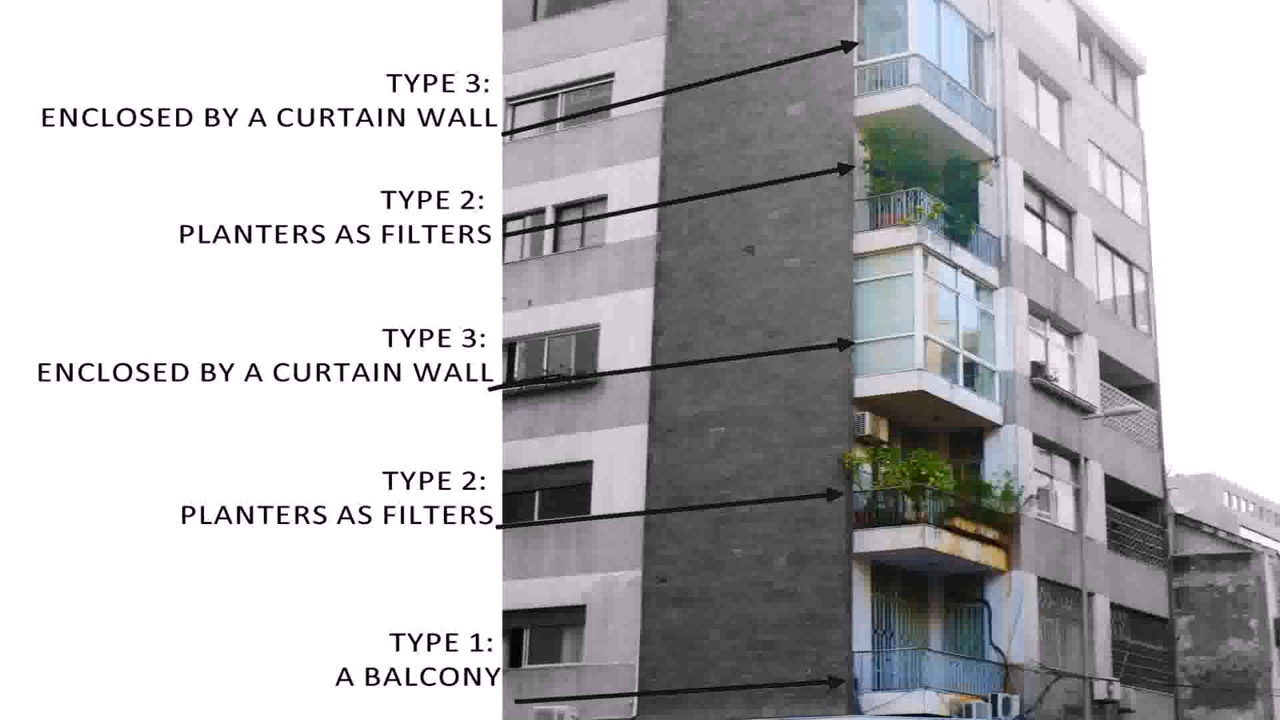 TYPE 3:
ENCLOSED BY A CURTAIN WALL
TYPE 2:
PLANTERS AS FILTERS
TYPE 3:
ENCLOSED BY A CURTAIN WALL
TYPE 2:
PLANTERS AS FILTERS
TYPE 1:
A BALCONY